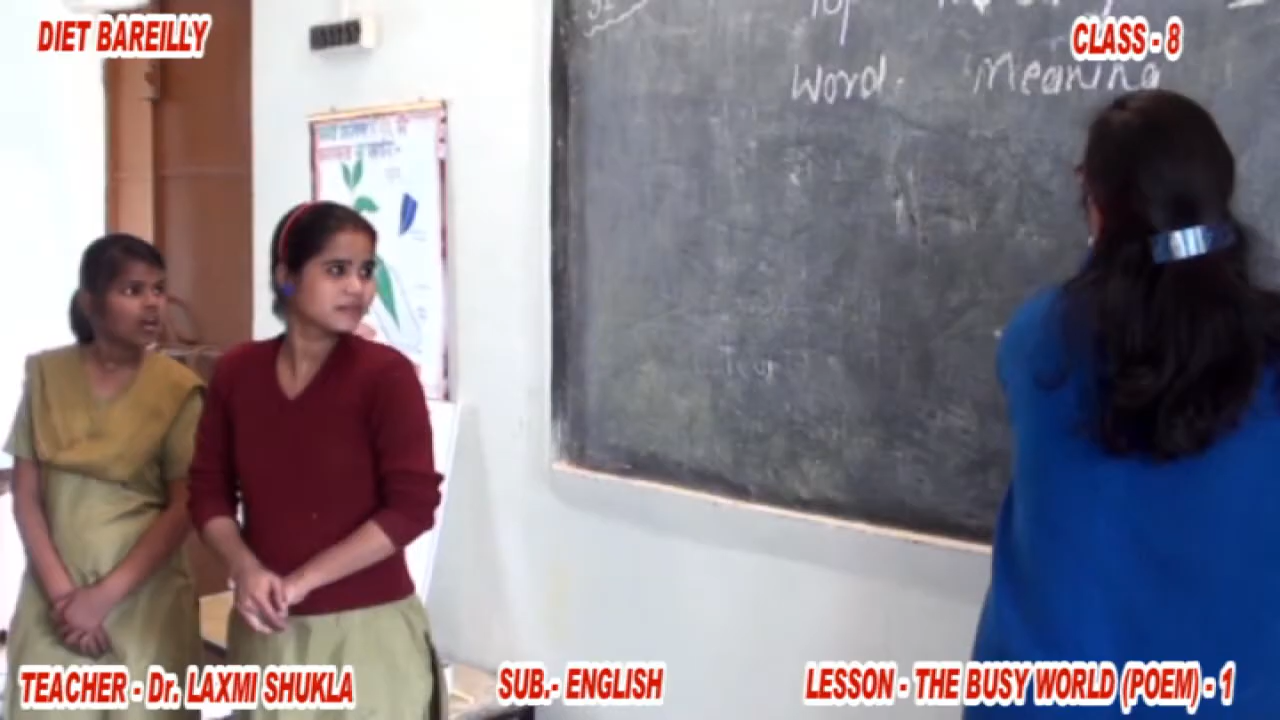 DIET BAREILLY
CLASS - 8
Word. Meaning
TEACHER - Dr. LAXMI SHUKLA
SUB.- ENGLISH
LESSON - THE BUSY WORLD (POEM) - 1